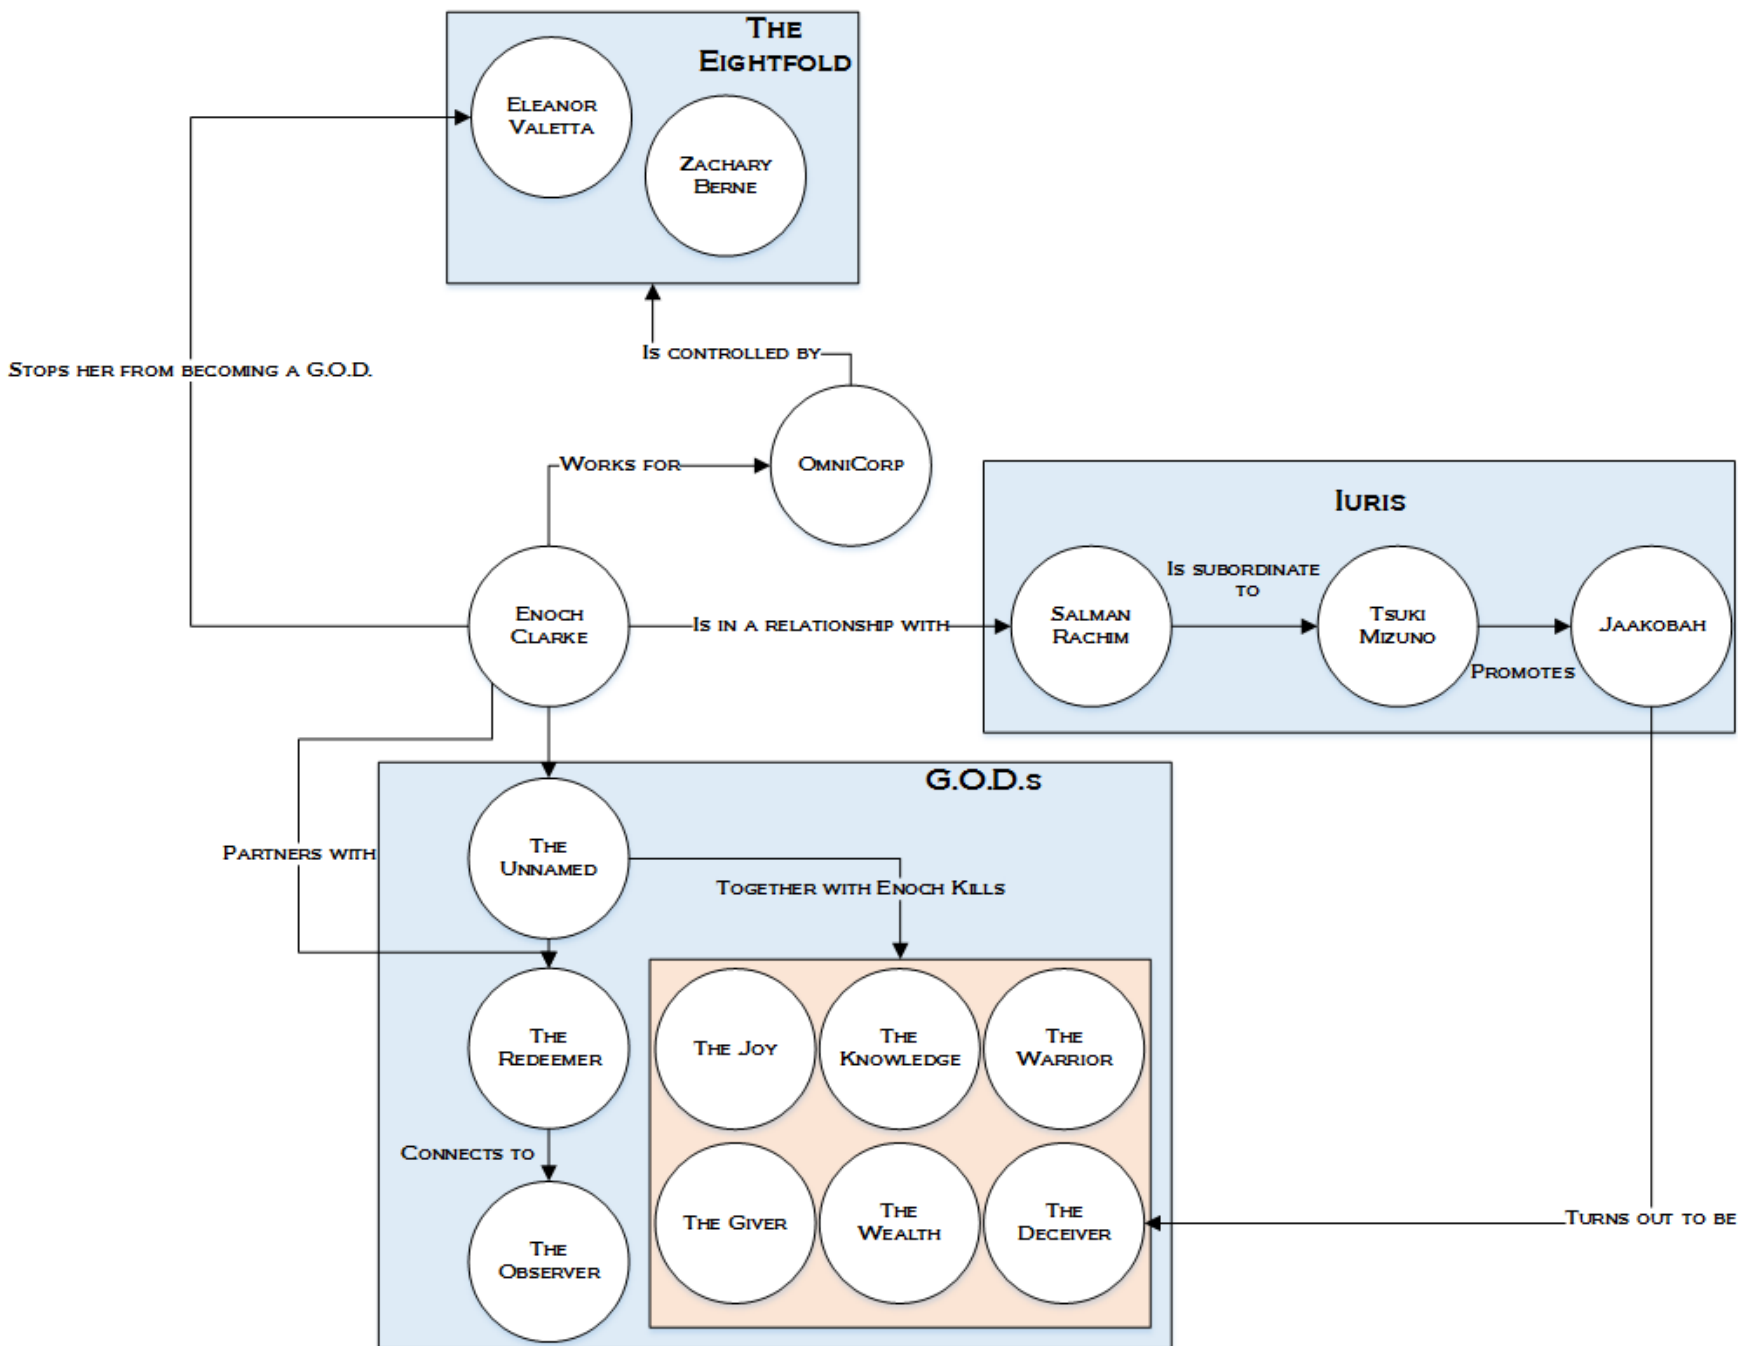 The
Eightfold
Eleanor
Valetta
Zachary
Berne
Is controlled by
Stops her from becoming a G.O.D.
Works for
OmniCorp
Iuris
Is subordinate
to
Enoch
Clarke
Is in a relationship with
Salman
Rachim
Tsuki
Mizuno
Jaakobah
Promotes
G.O.D.s
The
Unnamed
Partners with
Together with Enoch Kills
The
Redeemer
The Joy
The
Knowledge
The
Warrior
Connects to
The
Observer
The Giver
The
Wealth
The
Deceiver
Turns out to be